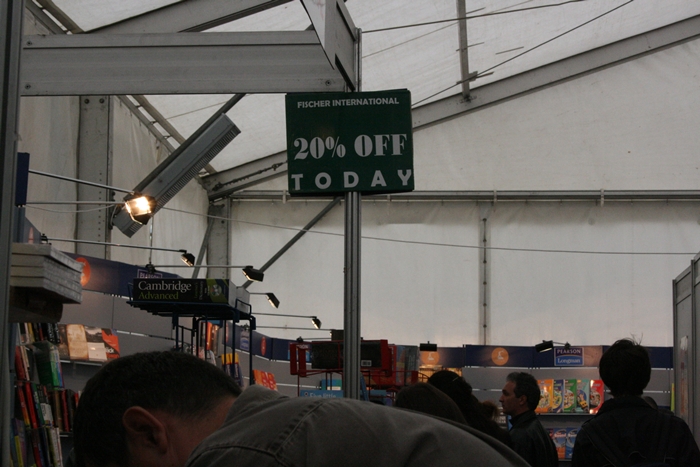 FISCHER INTERNATIONAL
20% OFF
TODAY
Cambridge
Advanced
PEARSON
Longman